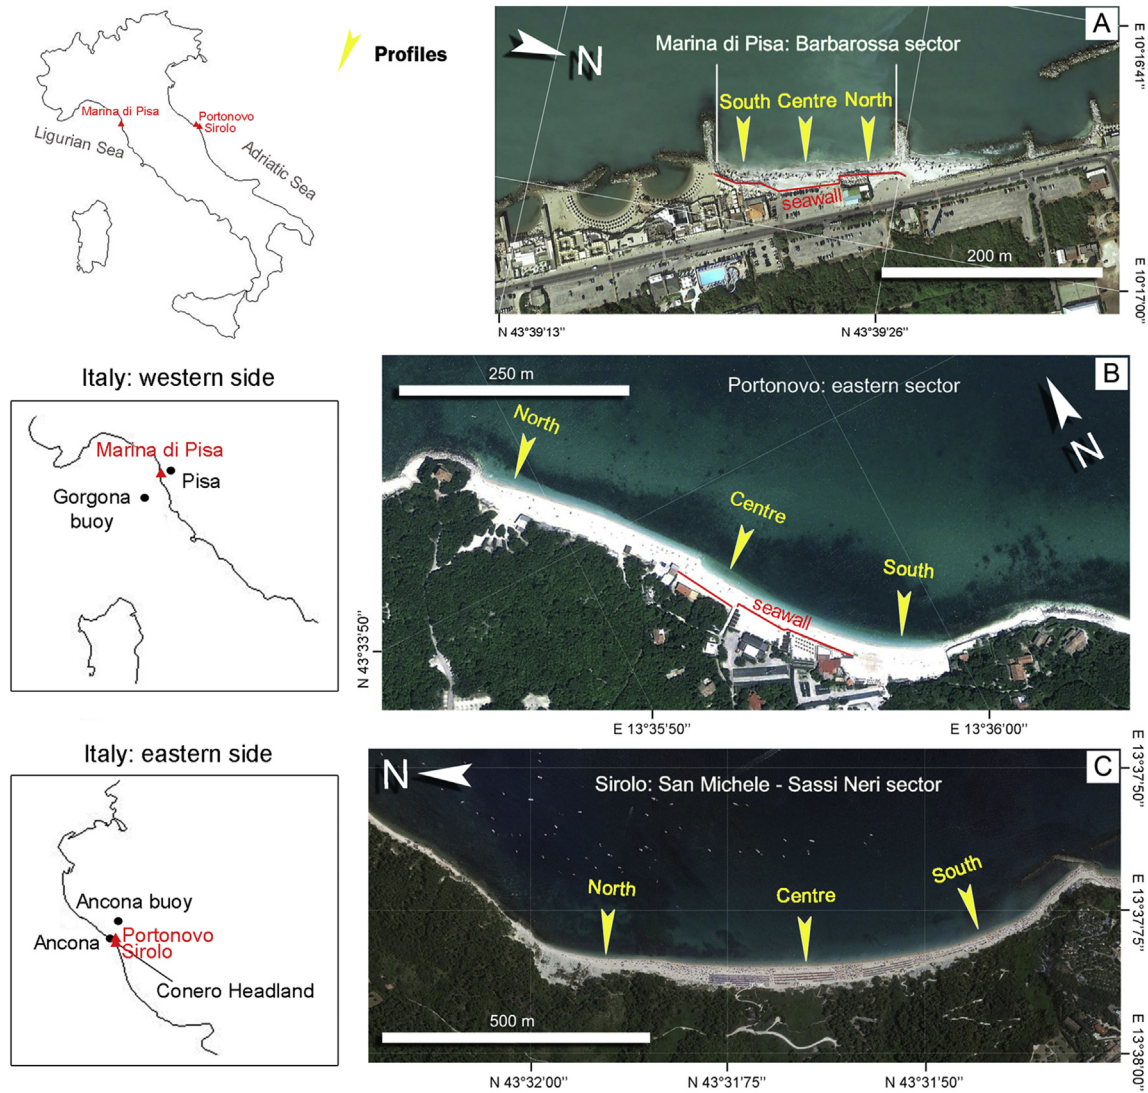 Profiles
Marina di Pisa
Portonovo
Sirolo
Ligurian Sea
Adriatic Sea
A
N
Marina di Pisa: Barbarossa sector
South Centre North
seawall
200 m
E 10°16'41"
E 10°17'00"
N 43°39'13"
N 43°39'26"
Italy: western side
Marina di Pisa
Pisa
Gorgona
buoy
B
250 m
Portonovo: eastern sector
N
North
Centre
South
seawall
N 43°33'50"
E 13°35'50"
E 13°36'00"
Italy: eastern side
Ancona buoy
Ancona
Portonovo
Sirolo
Conero Headland
C
N
Sirolo: San Michele - Sassi Neri sector
North
Centre
South
500 m
E 13°37'50"
E 13°37'75"
E 13°38'00"
N 43°32'00"
N 43°31'75"
N 43°31'50"